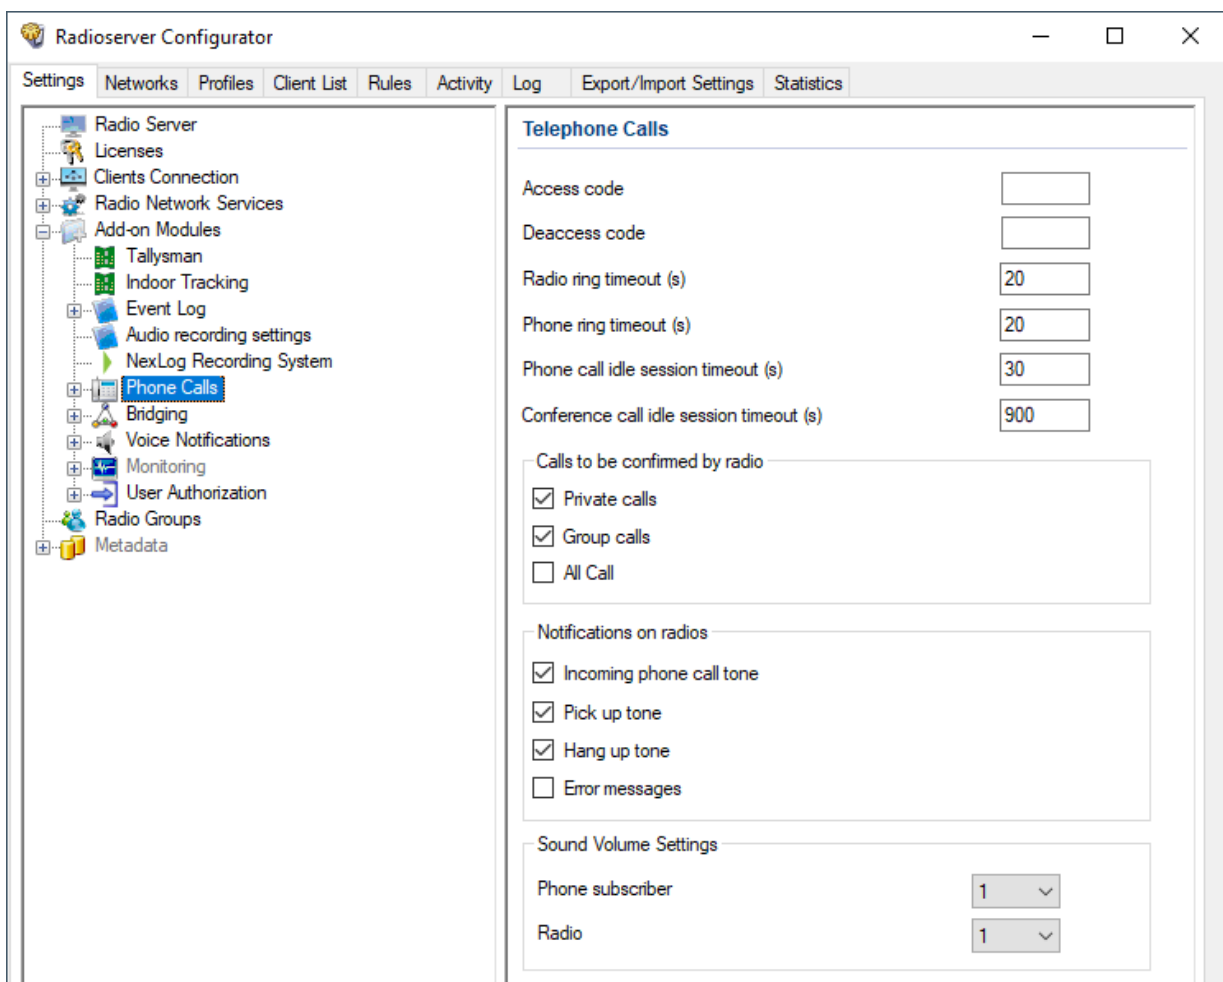 Radioserver Configurator
Settings Networks Profiles Client List Rules Activity Log Export/Import Settings Statistics
Radio Server
Licenses
Clients Connection
Radio Network Services
Add-on Modules
Tallysman
Indoor Tracking
Event Log
Audio recording settings
NexLog Recording System
Phone Calls
Bridging
Voice Notifications
Monitoring
User Authorization
Radio Groups
Metadata
Telephone Calls
Access code
Deaccess code
Radio ring timeout (s) 20
Phone ring timeout (s) 20
Phone call idle session timeout (s) 30
Conference call idle session timeout (s) 900
Calls to be confirmed by radio
Private calls
Group calls
All Call
Notifications on radios
Incoming phone call tone
Pick up tone
Hang up tone
Error messages
Sound Volume Settings
Phone subscriber 1
Radio 1